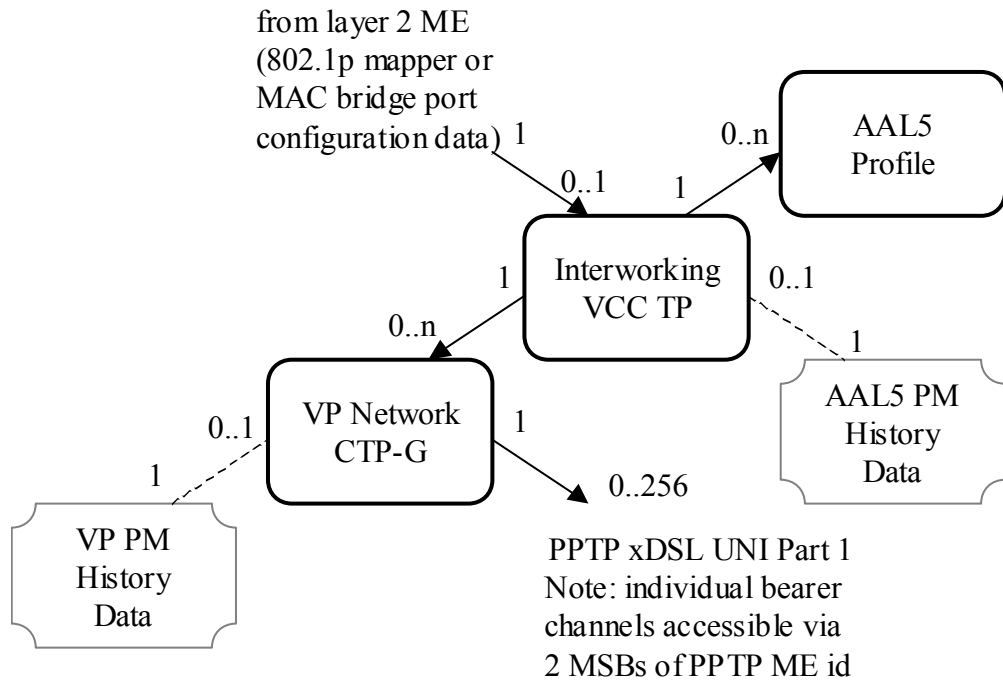 from layer 2 ME
(802.1p mapper or
MAC bridge port
configuration data)
1
0..1
0..n
1
AAL5
Profile
Interworking
VCC TP
1
0..n
0..1
1
AAL5 PM
History
Data
VP Network
CTP-G
0..1
1
1
0..256
VP PM
History
Data
PPTP xDSL UNI Part 1
Note: individual bearer
channels accessible via
2 MSBs of PPTP ME id